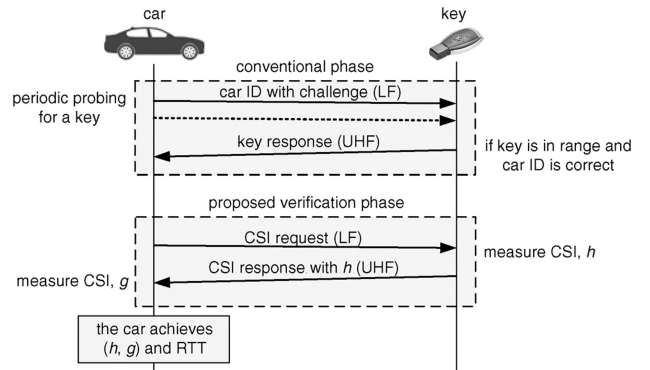 car
key
conventional phase
periodic probing
for a key
car ID with challenge (LF)
key response (UHF)
if key is in range and
car ID is correct
proposed verification phase
CSI request (LF)
measure CSI, h
CSI response with h (UHF)
measure CSI, g
the car achieves
(h, g) and RTT